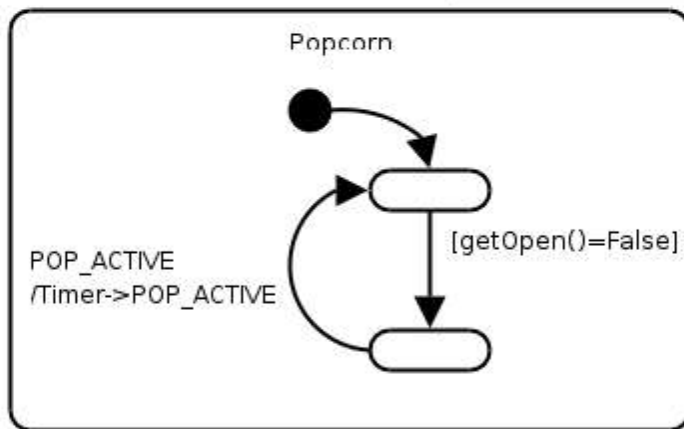 Popcorn
[getOpen()=False]
POP_ACTIVE
/Timer->POP_ACTIVE